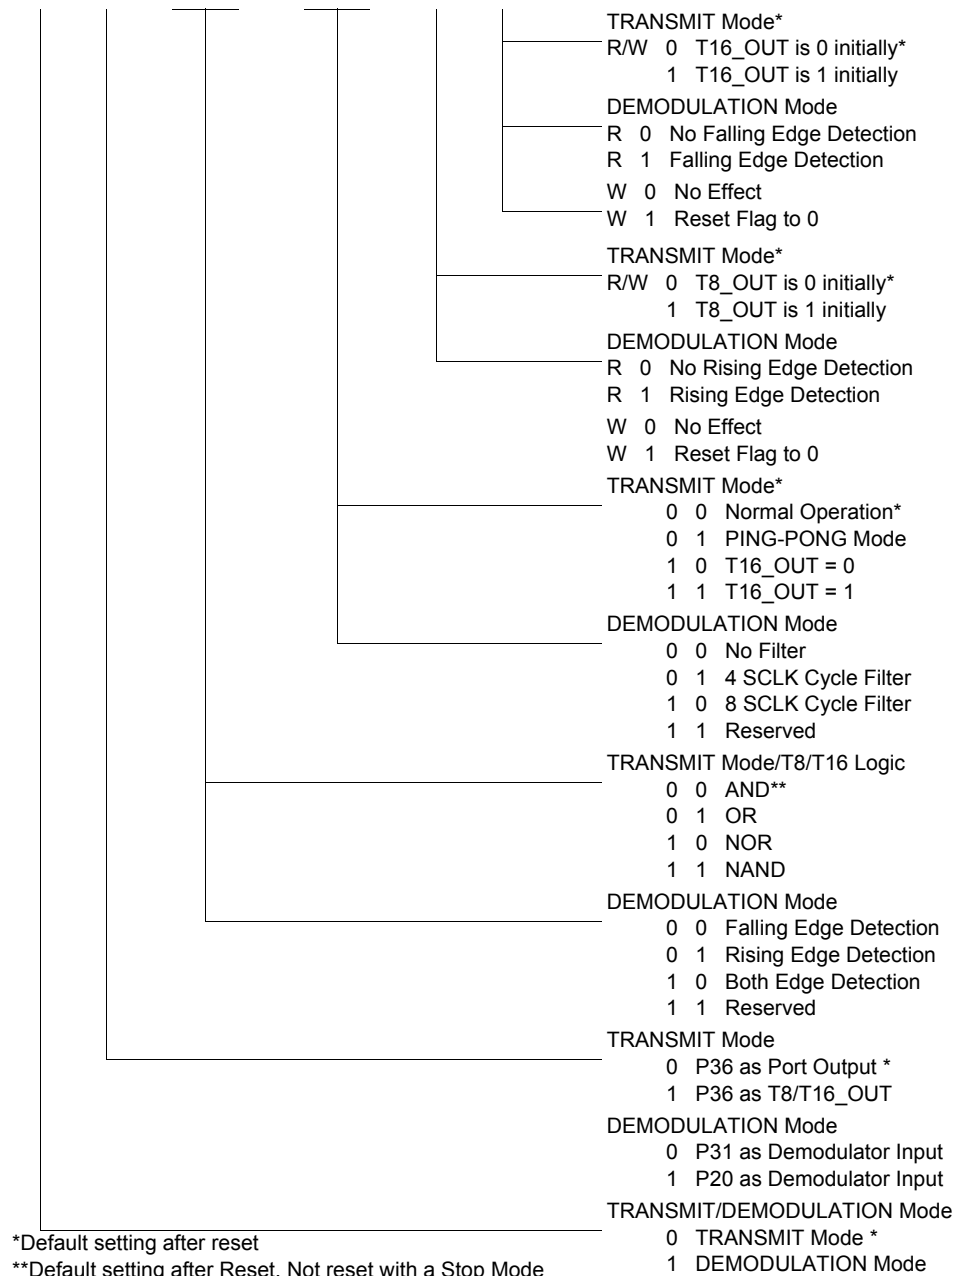 TRANSMIT Mode*
R/W 0 T16_OUT is 0 initially*
1 T16_OUT is 1 initially
DEMODULATION Mode
R 0 No Falling Edge Detection
R 1 Falling Edge Detection
W 0 No Effect
W 1 Reset Flag to 0
TRANSMIT Mode*
R/W 0 T8_OUT is 0 initially*
1 T8_OUT is 1 initially
DEMODULATION Mode
R 0 No Rising Edge Detection
R 1 Rising Edge Detection
W 0 No Effect
W 1 Reset Flag to 0
TRANSMIT Mode*
0 0 Normal Operation*
0 1 PING-PONG Mode
1 0 T16_OUT = 0
1 1 T16_OUT = 1
DEMODULATION Mode
0 0 No Filter
0 1 4 SCLK Cycle Filter
1 0 8 SCLK Cycle Filter
1 1 Reserved
TRANSMIT Mode/T8/T16 Logic
0 0 AND**
0 1 OR
1 0 NOR
1 1 NAND
DEMODULATION Mode
0 0 Falling Edge Detection
0 1 Rising Edge Detection
1 0 Both Edge Detection
1 1 Reserved
TRANSMIT Mode
0 P36 as Port Output *
1 P36 as T8/T16_OUT
DEMODULATION Mode
0 P31 as Demodulator Input
1 P20 as Demodulator Input
TRANSMIT/DEMODULATION Mode
0 TRANSMIT Mode *
1 DEMODULATION Mode
*Default setting after reset
**Default setting after Reset. Not reset with a Stop Mode